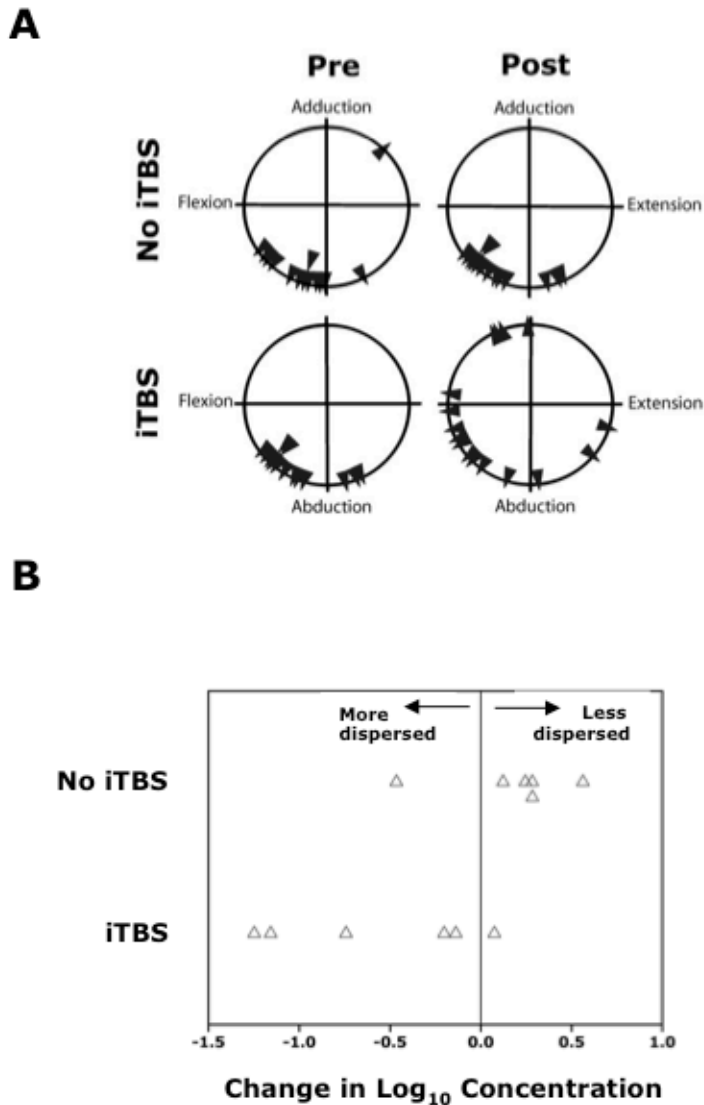 A
Pre Post
Adduction Adduction
No iTBS
Flexion Extension
iTBS
Flexion Extension
Abduction Abduction
B
More dispersed
Less dispersed
No iTBS
iTBS
-1.5 -1.0 -0.5 0.0 0.5 1.0
Change in Log₁₀ Concentration